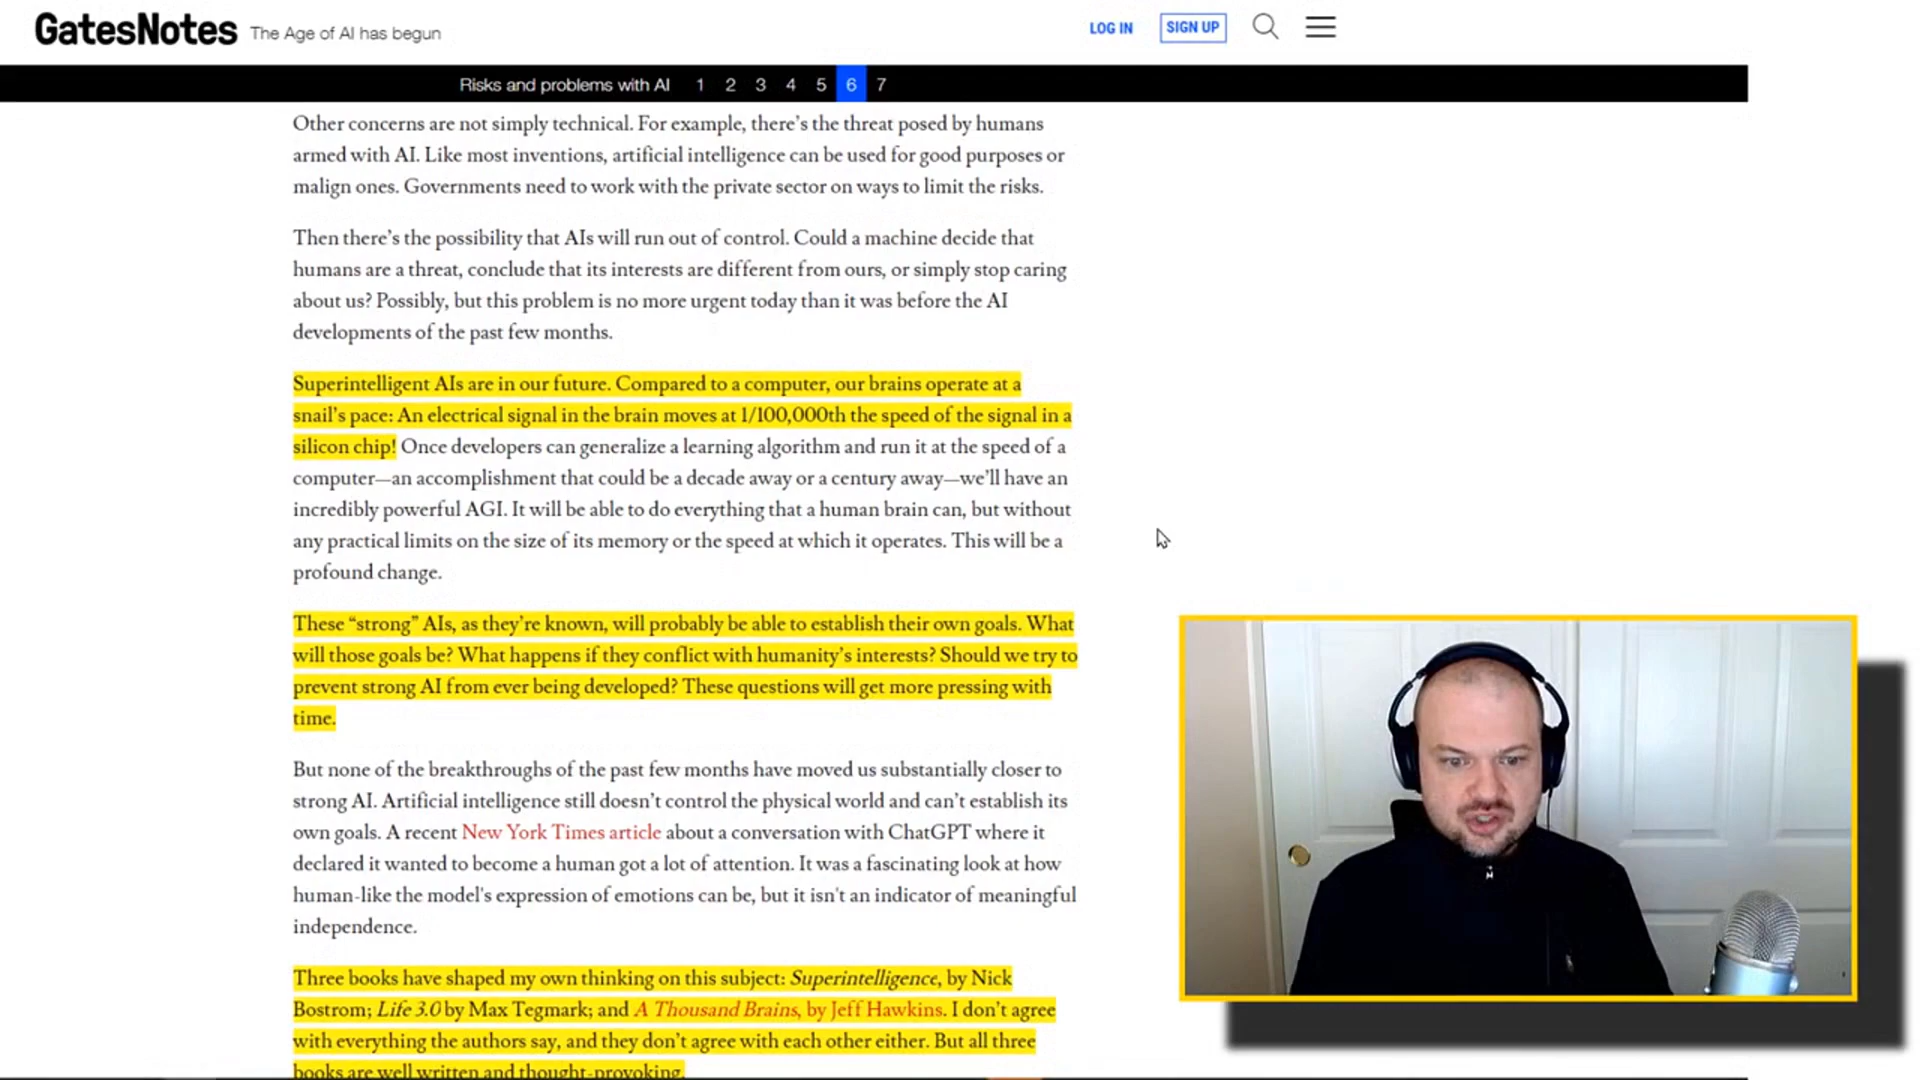 GatesNotes The Age of AI has begun LOG IN SIGN UP
Risks and problems with AI 1 2 3 4 5 6 7
Other concerns are not simply technical. For example, there’s the threat posed by humans
armed with AI. Like most inventions, artificial intelligence can be used for good purposes or
malign ones. Governments need to work with the private sector on ways to limit the risks.
Then there’s the possibility that AIs will run out of control. Could a machine decide that
humans are a threat, conclude that its interests are different from ours, or simply stop caring
about us? Possibly, but this problem is no more urgent today than it was before the AI
developments of the past few months.
Superintelligent AIs are in our future. Compared to a computer, our brains operate at a
snail’s pace: An electrical signal in the brain moves at 1/100,000th the speed of the signal in a
silicon chip! Once developers can generalize a learning algorithm and run it at the speed of a
computer—an accomplishment that could be a decade away or a century away—we’ll have an
incredibly powerful AGI. It will be able to do everything that a human brain can, but without
any practical limits on the size of its memory or the speed at which it operates. This will be a
profound change.
These “strong” AIs, as they’re known, will probably be able to establish their own goals. What
will those goals be? What happens if they conflict with humanity’s interests? Should we try to
prevent strong AI from ever being developed? These questions will get more pressing with
time.
But none of the breakthroughs of the past few months have moved us substantially closer to
strong AI. Artificial intelligence still doesn’t control the physical world and can’t establish its
own goals. A recent New York Times article about a conversation with ChatGPT where it
declared it wanted to become a human got a lot of attention. It was a fascinating look at how
human-like the model's expression of emotions can be, but it isn't an indicator of meaningful
independence.
Three books have shaped my own thinking on this subject: Superintelligence, by Nick
Bostrom; Life 3.0 by Max Tegmark; and A Thousand Brains, by Jeff Hawkins. I don’t agree
with everything the authors say, and they don’t agree with each other either. But all three
books are well written and thought-provoking.